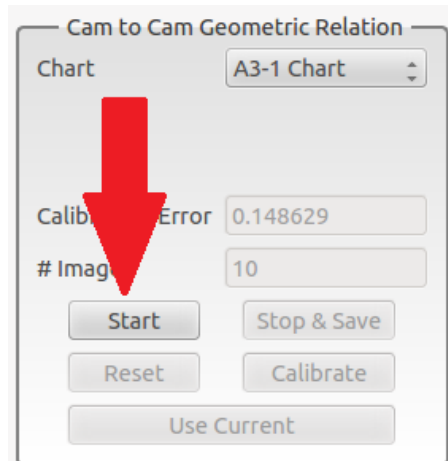 Cam to Cam Geometric Relation
Chart A3-1 Chart
Error 0.148629
10
Start Stop & Save
Reset Calibrate
Use Current